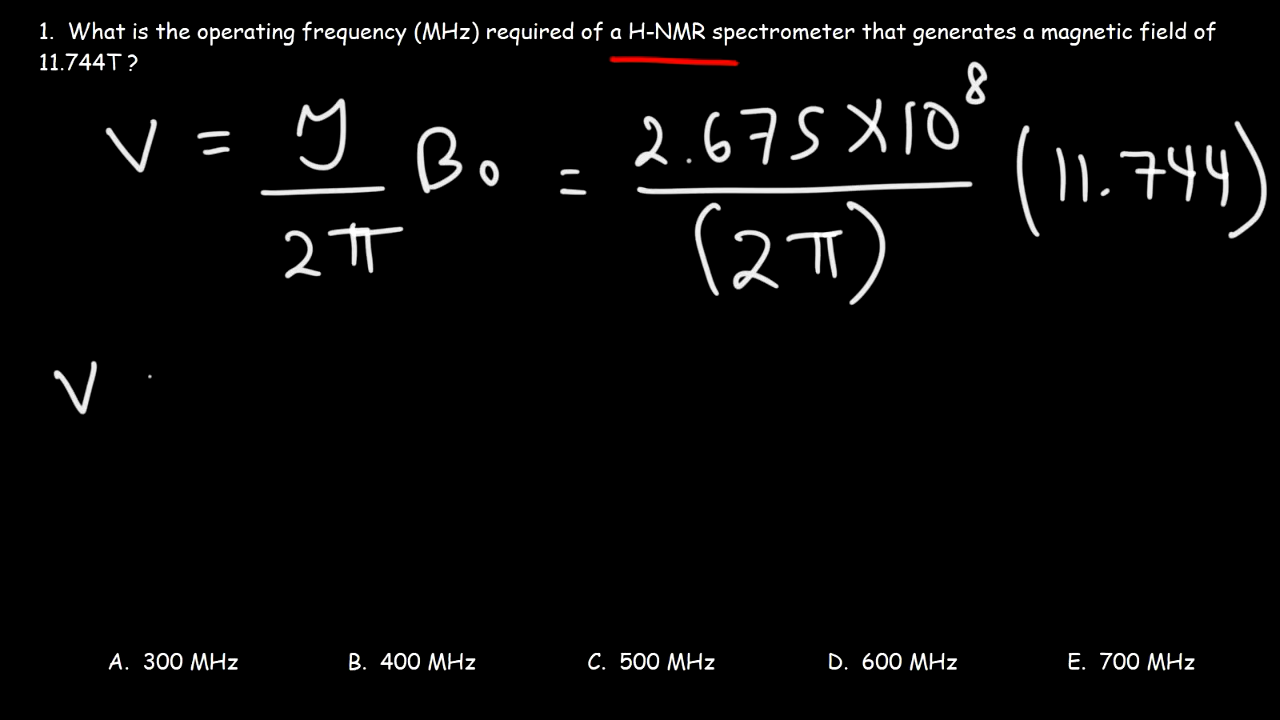 1. What is the operating frequency (MHz) required of a H-NMR spectrometer that generates a magnetic field of
11.744T ?
V = γ/2π B₀ = 2.675 X 10⁸/(2π) (11.744)
V
A. 300 MHz B. 400 MHz C. 500 MHz D. 600 MHz E. 700 MHz